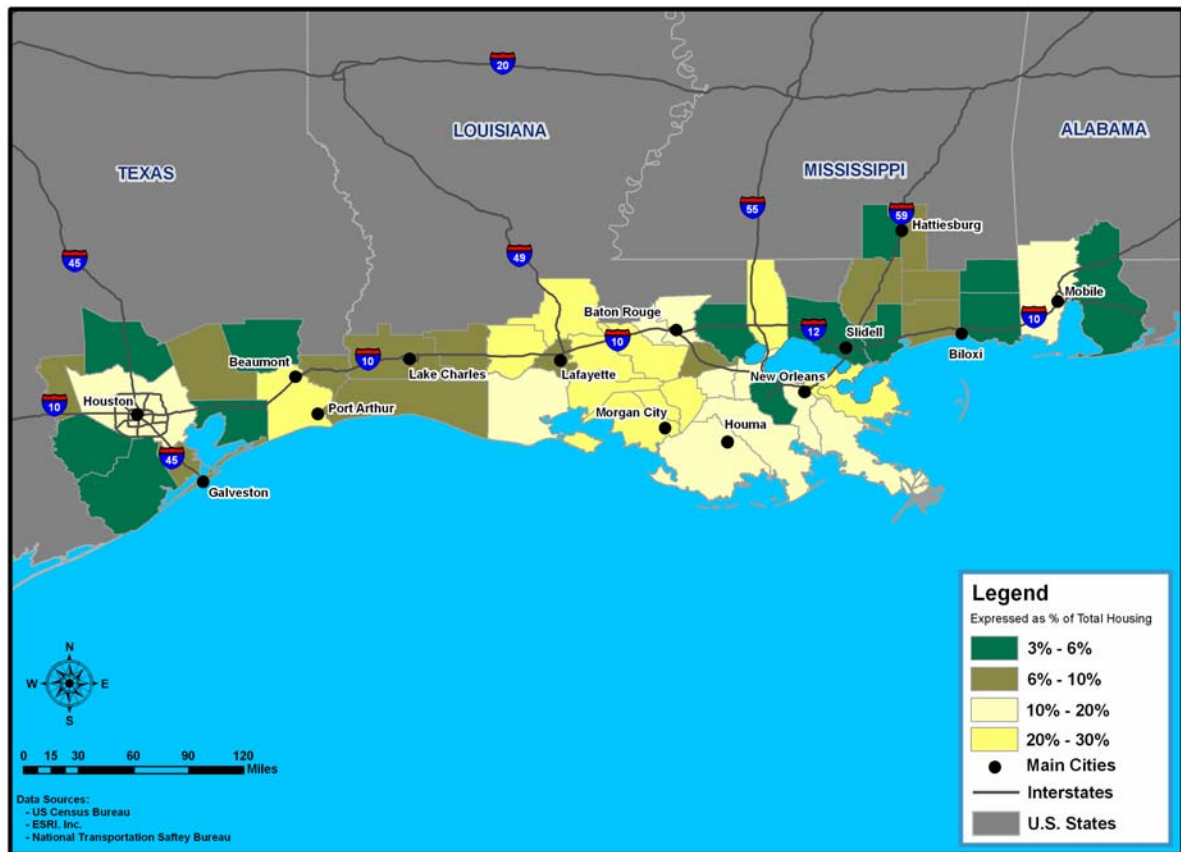 20
LOUISIANA
ALABAMA
TEXAS
MISSISSIPPI
55
59
Hattiesburg
45
49
Mobile
Baton Rouge
10
12
Slidell
Beaumont
10
10
Biloxi
Lake Charles
Lafayette
New Orleans
Houston
10
Port Arthur
Morgan City
Houma
45
Galveston
Legend
Expressed as % of Total Housing
3% - 6%
6% - 10%
10% - 20%
20% - 30%
Main Cities
Interstates
U.S. States
N
W E
S
0 15 30 60 90 120
Miles
Data Sources:
- US Census Bureau
- ESRI. Inc.
- National Transportation Saftey Bureau